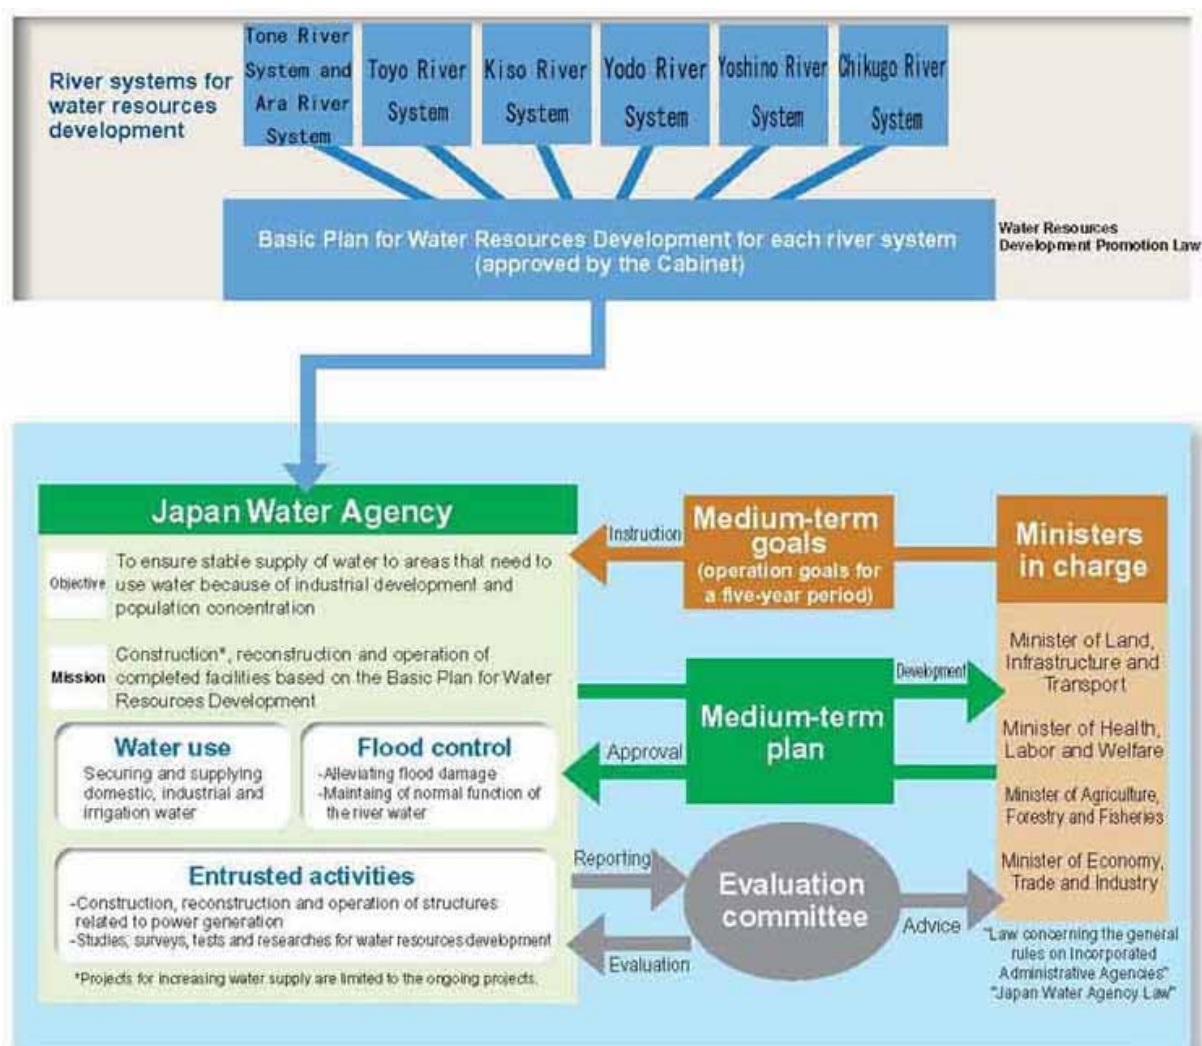 River systems for
water resources
development
Tone River
System and
Ara River
System
Toyo River
System
Kiso River
System
Yodo River
System
Yoshino River
System
Chikugo River
System
Basic Plan for Water Resources Development for each river system
(approved by the Cabinet)
Water Resources
Development Promotion Law
Japan Water Agency
Objective
To ensure stable supply of water to areas that need to
use water because of industrial development and
population concentration
Mission
Construction*, reconstruction and operation of
completed facilities based on the Basic Plan for Water
Resources Development
Water use
Securing and supplying
domestic, industrial and
irrigation water
Flood control
-Alleviating flood damage
-Maintaing of normal function of
the river water
Entrusted activities
-Construction, reconstruction and operation of structures
related to power generation
-Studies, surveys, tests and researches for water resources development
*Projects for increasing water supply are limited to the ongoing projects.
Instruction
Medium-term
goals
(operation goals for
a five-year period)
Development
Medium-term
plan
Approval
Reporting
Evaluation
committee
Evaluation
Advice
Ministers
in charge
Minister of Land,
Infrastructure and
Transport
Minister of Health,
Labor and Welfare
Minister of Agriculture,
Forestry and Fisheries
Minister of Economy,
Trade and Industry
"Law concerning the general
rules on Incorporated
Administrative Agencies"
"Japan Water Agency Law"